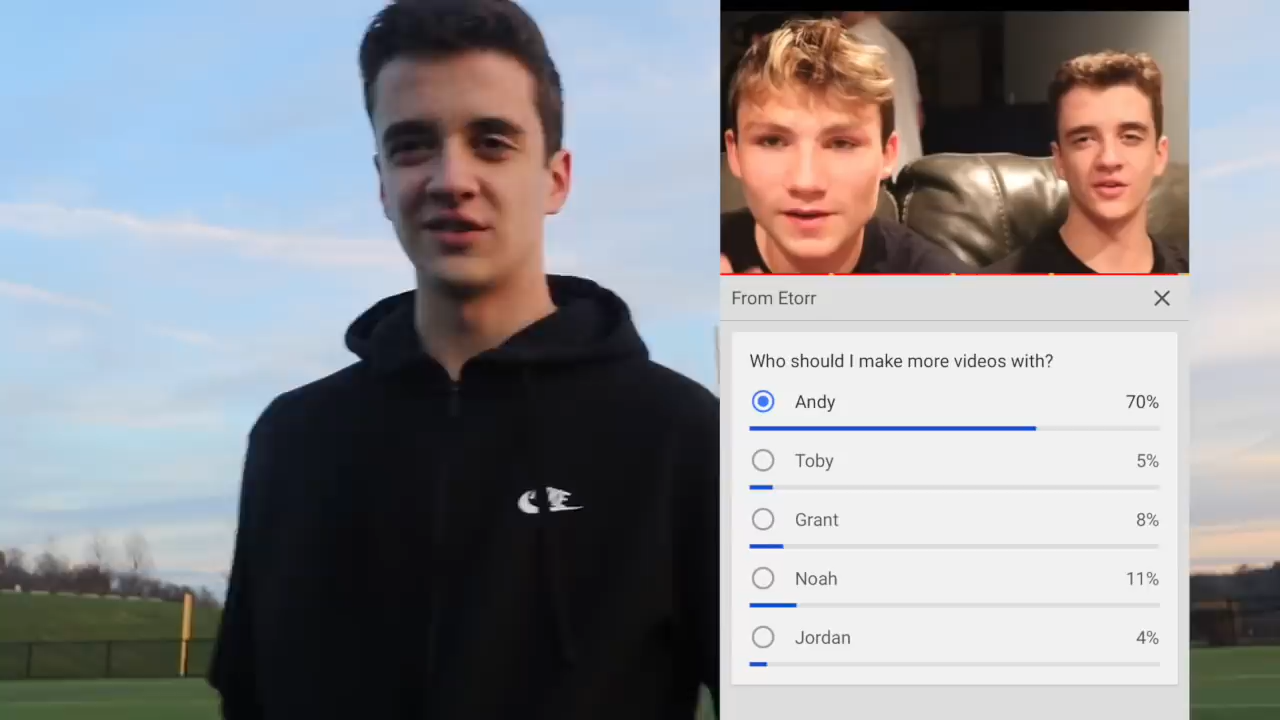 From Etorr
Who should I make more videos with?
Andy 70%
Toby 5%
Grant 8%
Noah 11%
Jordan 4%